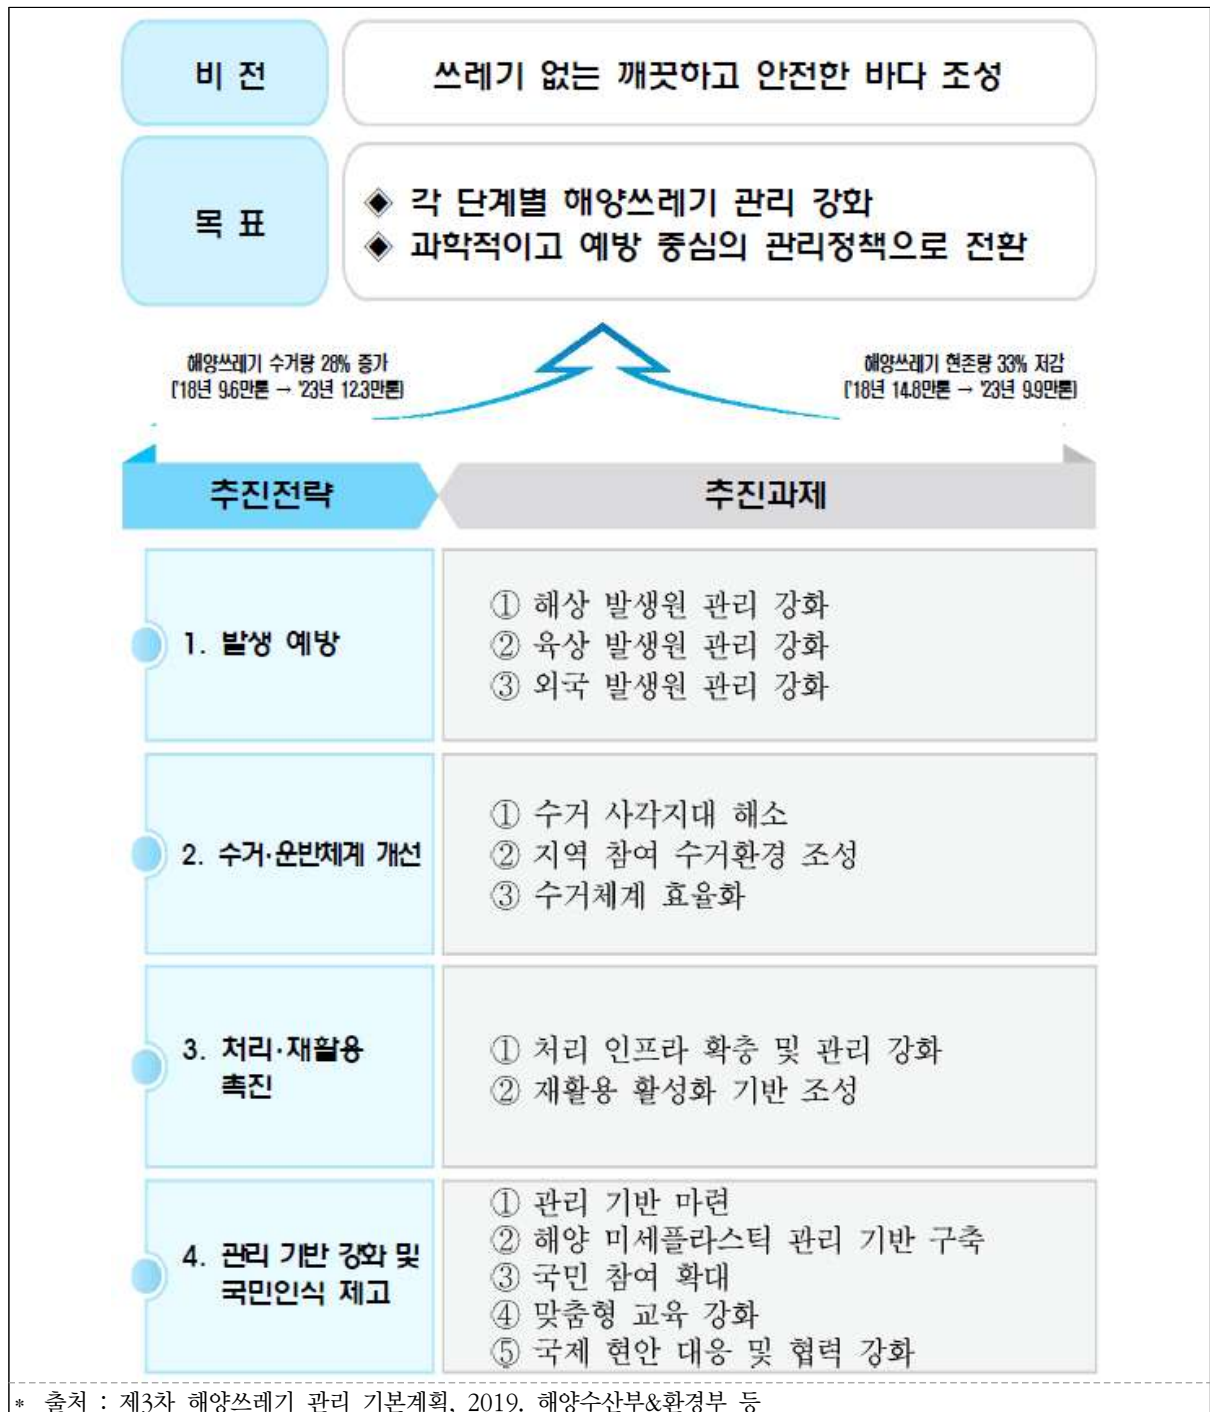 비 전
쓰레기 없는 깨끗하고 안전한 바다 조성
목 표
◈ 각 단계별 해양쓰레기 관리 강화
◈ 과학적이고 예방 중심의 관리정책으로 전환
해양쓰레기 수거량 28% 증가
('18년 9.6만톤 → '23년 12.3만톤)
해양쓰레기 현존량 33% 저감
('18년 14.8만톤 → '23년 9.9만톤)
추진전략
추진과제
1. 발생 예방
① 해상 발생원 관리 강화
② 육상 발생원 관리 강화
③ 외국 발생원 관리 강화
2. 수거·운반체계 개선
① 수거 사각지대 해소
② 지역 참여 수거환경 조성
③ 수거체계 효율화
3. 처리·재활용
촉진
① 처리 인프라 확충 및 관리 강화
② 재활용 활성화 기반 조성
4. 관리 기반 강화 및
국민인식 제고
① 관리 기반 마련
② 해양 미세플라스틱 관리 기반 구축
③ 국민 참여 확대
④ 맞춤형 교육 강화
⑤ 국제 현안 대응 및 협력 강화
* 출처 : 제3차 해양쓰레기 관리 기본계획, 2019. 해양수산부&환경부 등